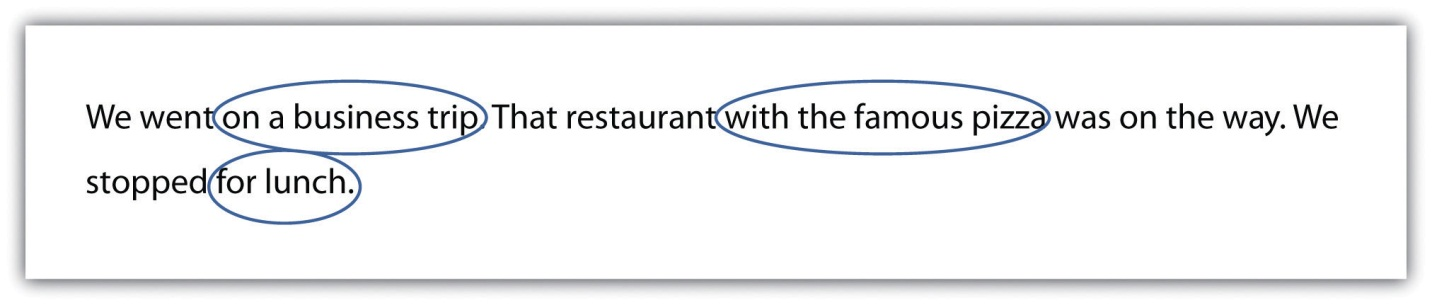 We went on a business trip. That restaurant with the famous pizza was on the way. We
stopped for lunch.